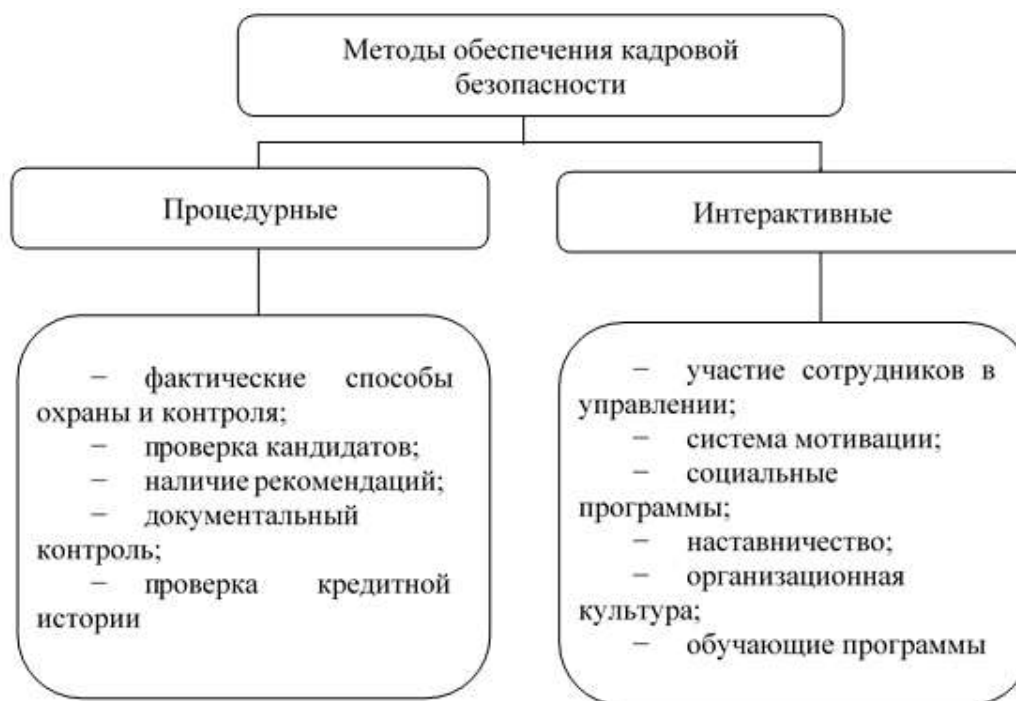 Методы обеспечения кадровой
безопасности
Процедурные
Интерактивные
− фактические способы
охраны и контроля;
− проверка кандидатов;
− наличие рекомендаций;
− документальный
контроль;
− проверка кредитной
истории
− участие сотрудников в
управлении;
− система мотивации;
− социальные
программы;
− наставничество;
− организационная
культура;
− обучающие программы